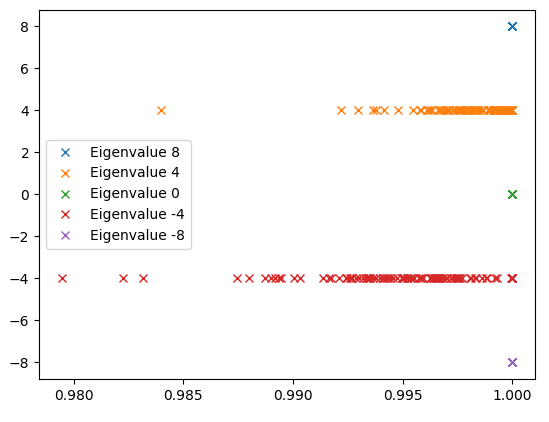 8
6
4
2
0
−2
−4
−6
−8
Eigenvalue 8
Eigenvalue 4
Eigenvalue 0
Eigenvalue -4
Eigenvalue -8
0.980 0.985 0.990 0.995 1.000